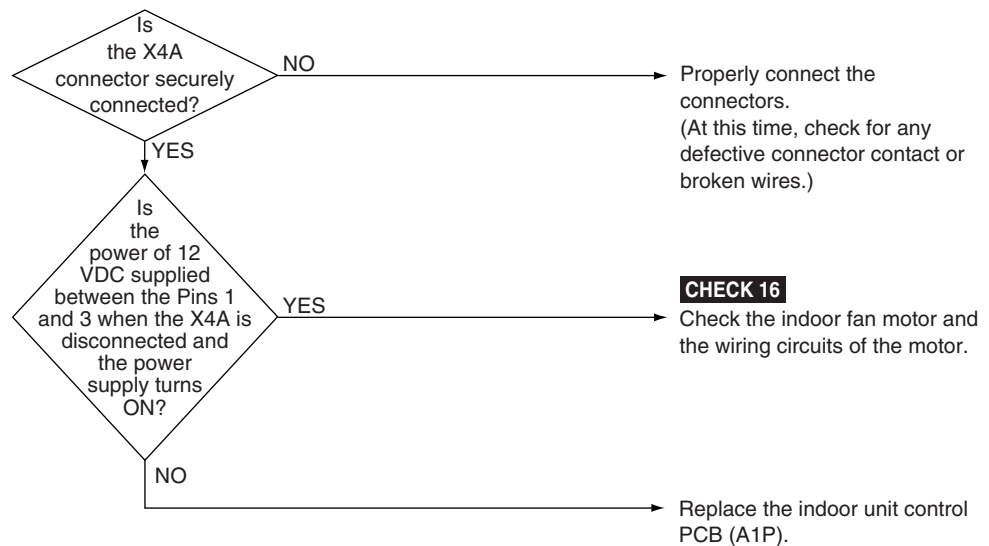 Is
the X4A
connector securely
connected?
NO
Properly connect the
connectors.
(At this time, check for any
defective connector contact or
broken wires.)
YES
Is
the
power of 12
VDC supplied
between the Pins 1
and 3 when the X4A is
disconnected and
the power
supply turns
ON?
YES
CHECK 16
Check the indoor fan motor and
the wiring circuits of the motor.
NO
Replace the indoor unit control
PCB (A1P).